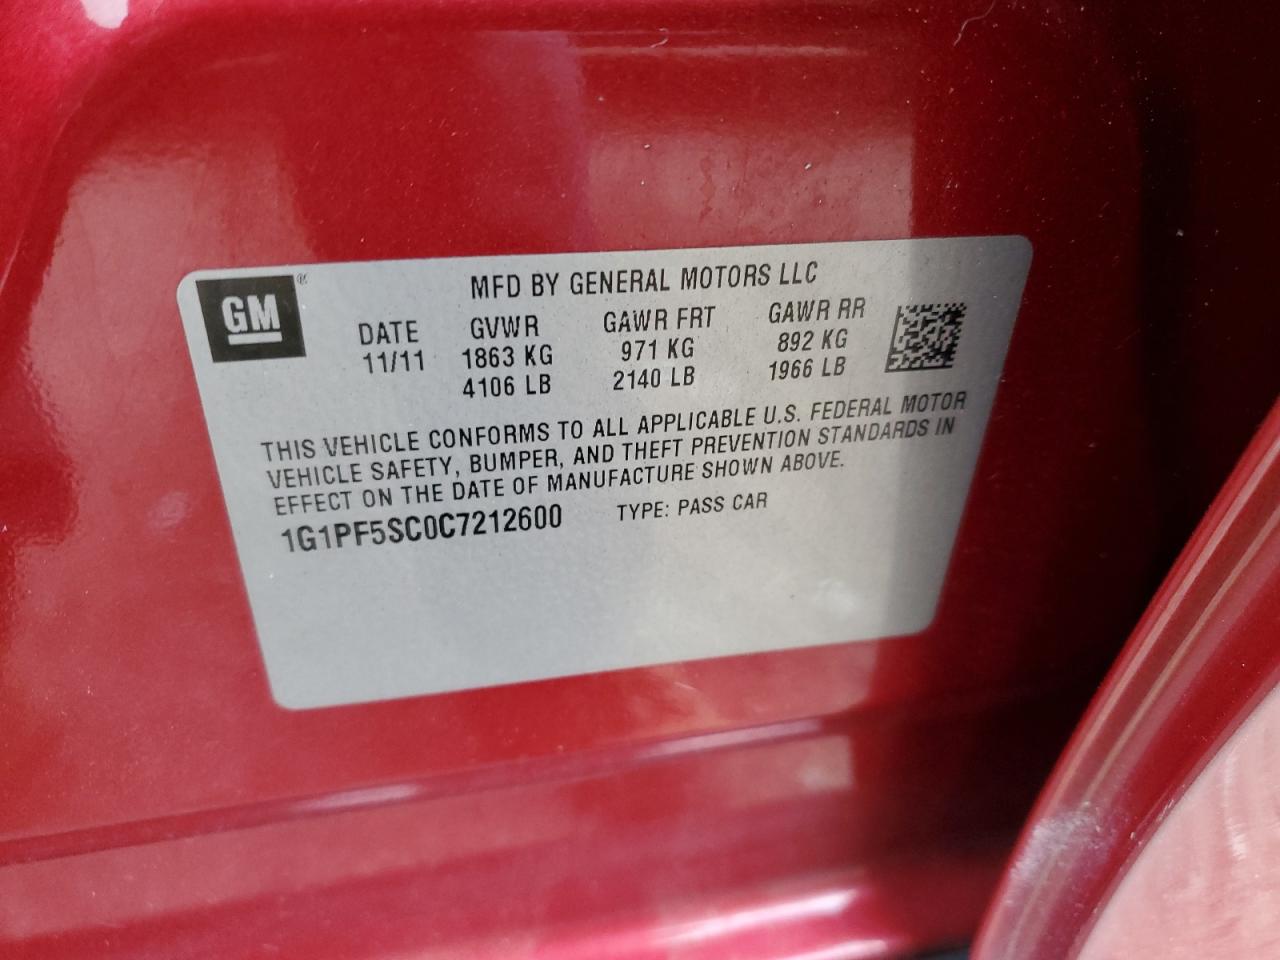 GM®
MFD BY GENERAL MOTORS LLC
DATE GVWR GAWR FRT GAWR RR
11/11 1863 KG 971 KG 892 KG
4106 LB 2140 LB 1966 LB
THIS VEHICLE CONFORMS TO ALL APPLICABLE U.S. FEDERAL MOTOR
VEHICLE SAFETY, BUMPER, AND THEFT PREVENTION STANDARDS IN
EFFECT ON THE DATE OF MANUFACTURE SHOWN ABOVE.
1G1PF5SC0C7212600 TYPE: PASS CAR